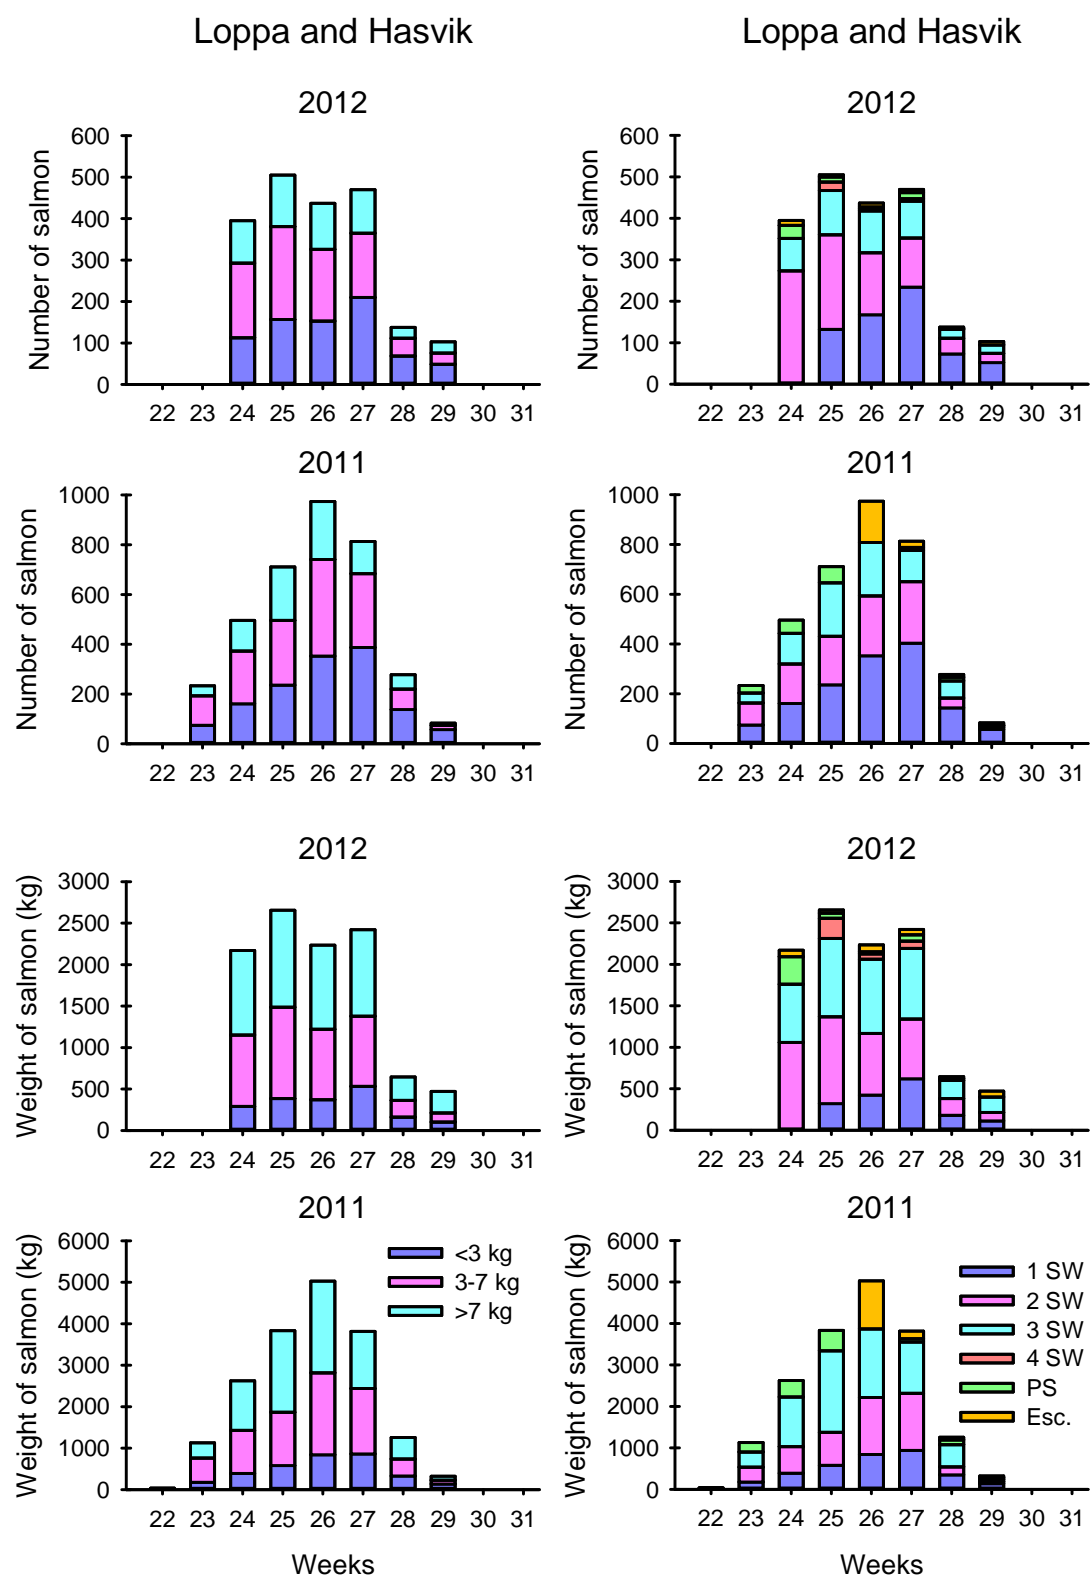 Loppa and Hasvik
Loppa and Hasvik
2012
Number of salmon
600
500
400
300
200
100
0
22 23 24 25 26 27 28 29 30 31
2012
Number of salmon
600
500
400
300
200
100
0
22 23 24 25 26 27 28 29 30 31
2011
Number of salmon
1000
800
600
400
200
0
22 23 24 25 26 27 28 29 30 31
2011
Number of salmon
1000
800
600
400
200
0
22 23 24 25 26 27 28 29 30 31
2012
Weight of salmon (kg)
3000
2500
2000
1500
1000
500
0
22 23 24 25 26 27 28 29 30 31
2012
Weight of salmon (kg)
3000
2500
2000
1500
1000
500
0
22 23 24 25 26 27 28 29 30 31
2011
Weight of salmon (kg)
6000
5000
4000
3000
2000
1000
0
<3 kg
3-7 kg
>7 kg
22 23 24 25 26 27 28 29 30 31
Weeks
2011
Weight of salmon (kg)
6000
5000
4000
3000
2000
1000
0
1 SW
2 SW
3 SW
4 SW
PS
Esc.
22 23 24 25 26 27 28 29 30 31
Weeks